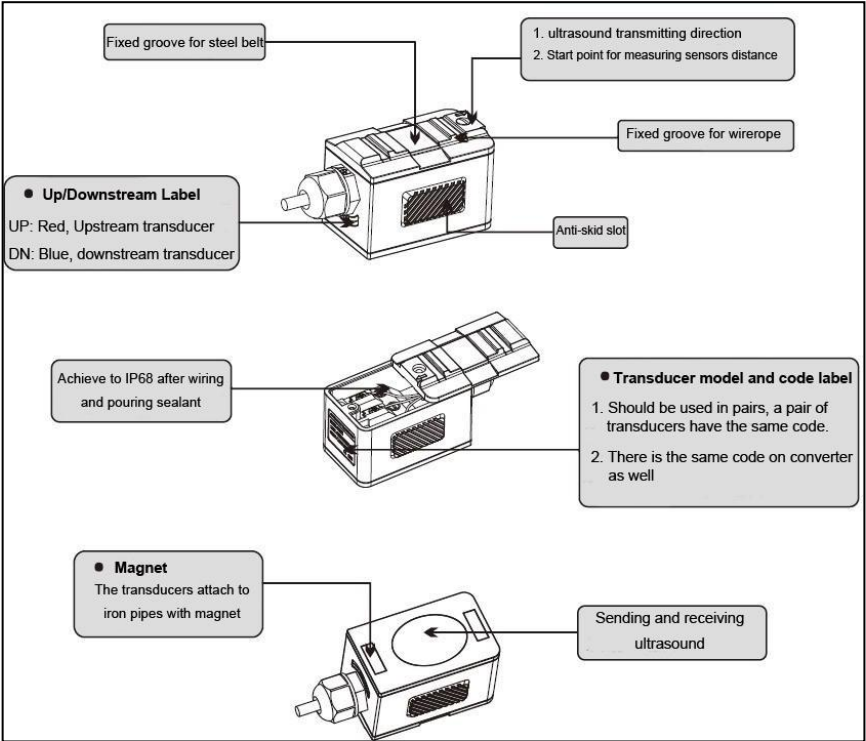 Fixed groove for steel belt
1. ultrasound transmitting direction
2. Start point for measuring sensors distance
Fixed groove for wirerope
● Up/Downstream Label
UP: Red, Upstream transducer
DN: Blue, downstream transducer
Anti-skid slot
Achieve to IP68 after wiring
and pouring sealant
● Transducer model and code label
1. Should be used in pairs, a pair of
transducers have the same code.
2. There is the same code on converter
as well
● Magnet
The transducers attach to
iron pipes with magnet
Sending and receiving
ultrasound